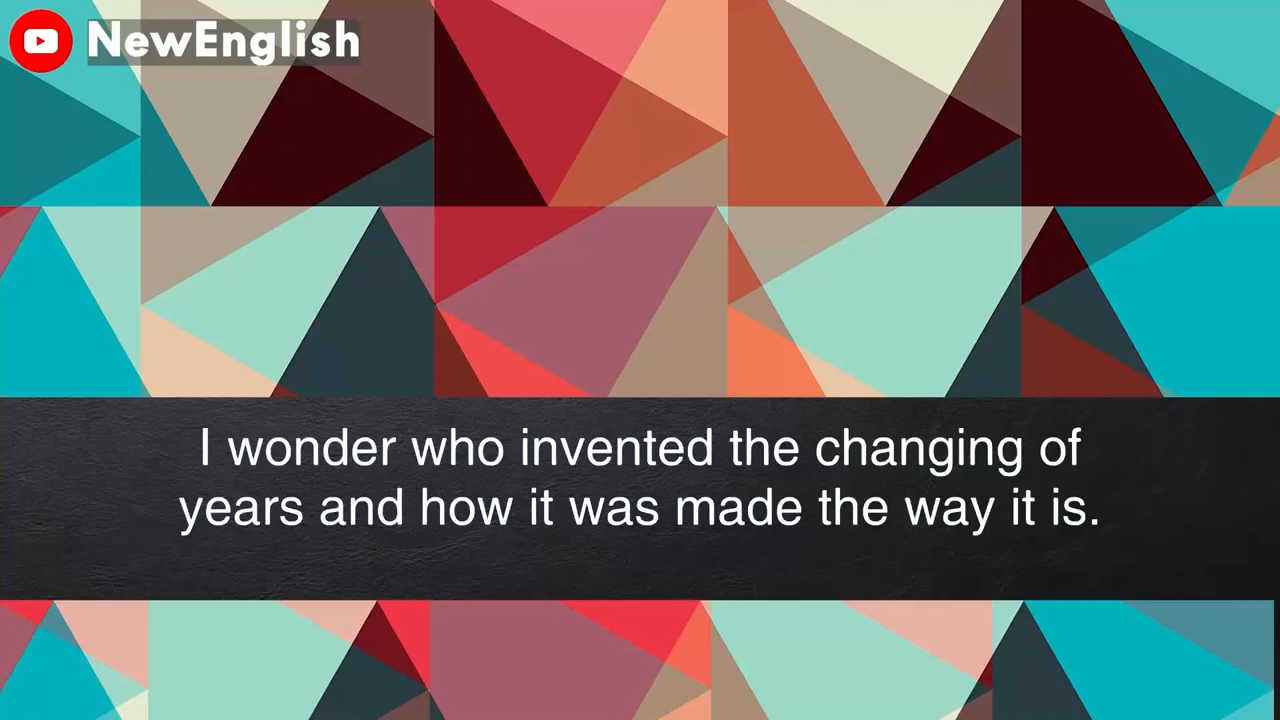 NewEnglish
I wonder who invented the changing of
years and how it was made the way it is.